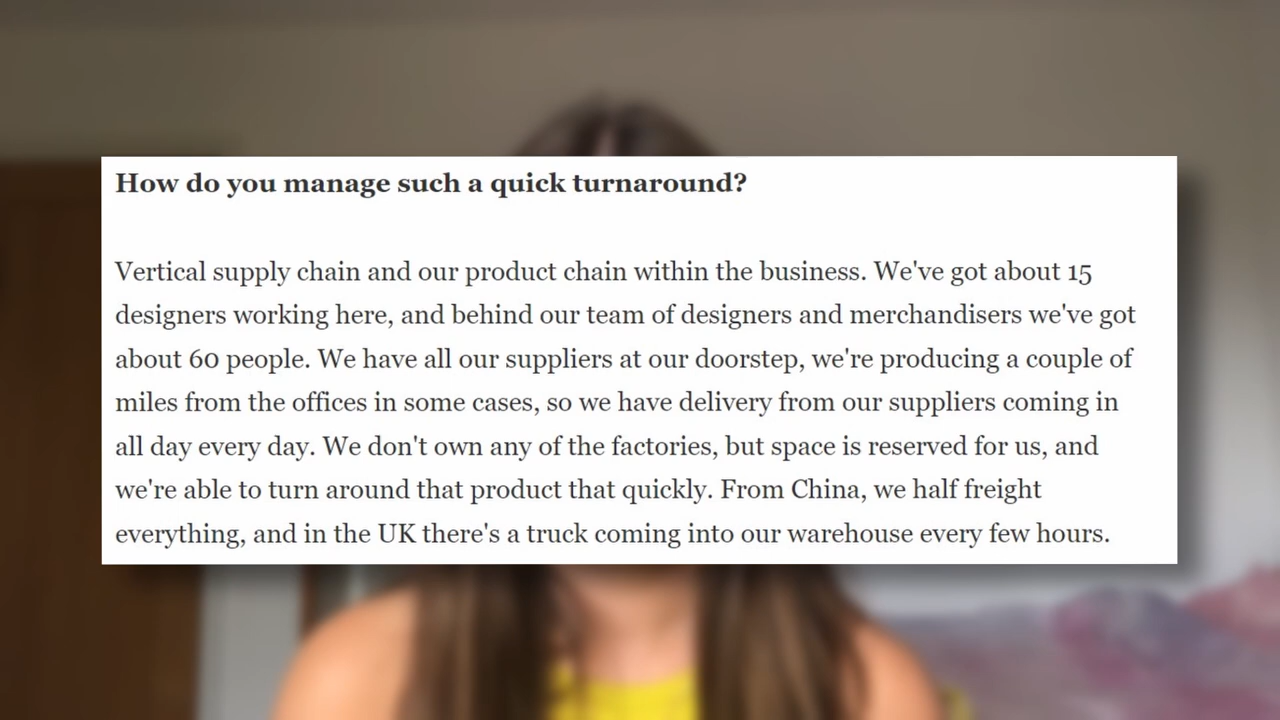 How do you manage such a quick turnaround?
Vertical supply chain and our product chain within the business. We've got about 15
designers working here, and behind our team of designers and merchandisers we've got
about 60 people. We have all our suppliers at our doorstep, we're producing a couple of
miles from the offices in some cases, so we have delivery from our suppliers coming in
all day every day. We don't own any of the factories, but space is reserved for us, and
we're able to turn around that product that quickly. From China, we half freight
everything, and in the UK there's a truck coming into our warehouse every few hours.